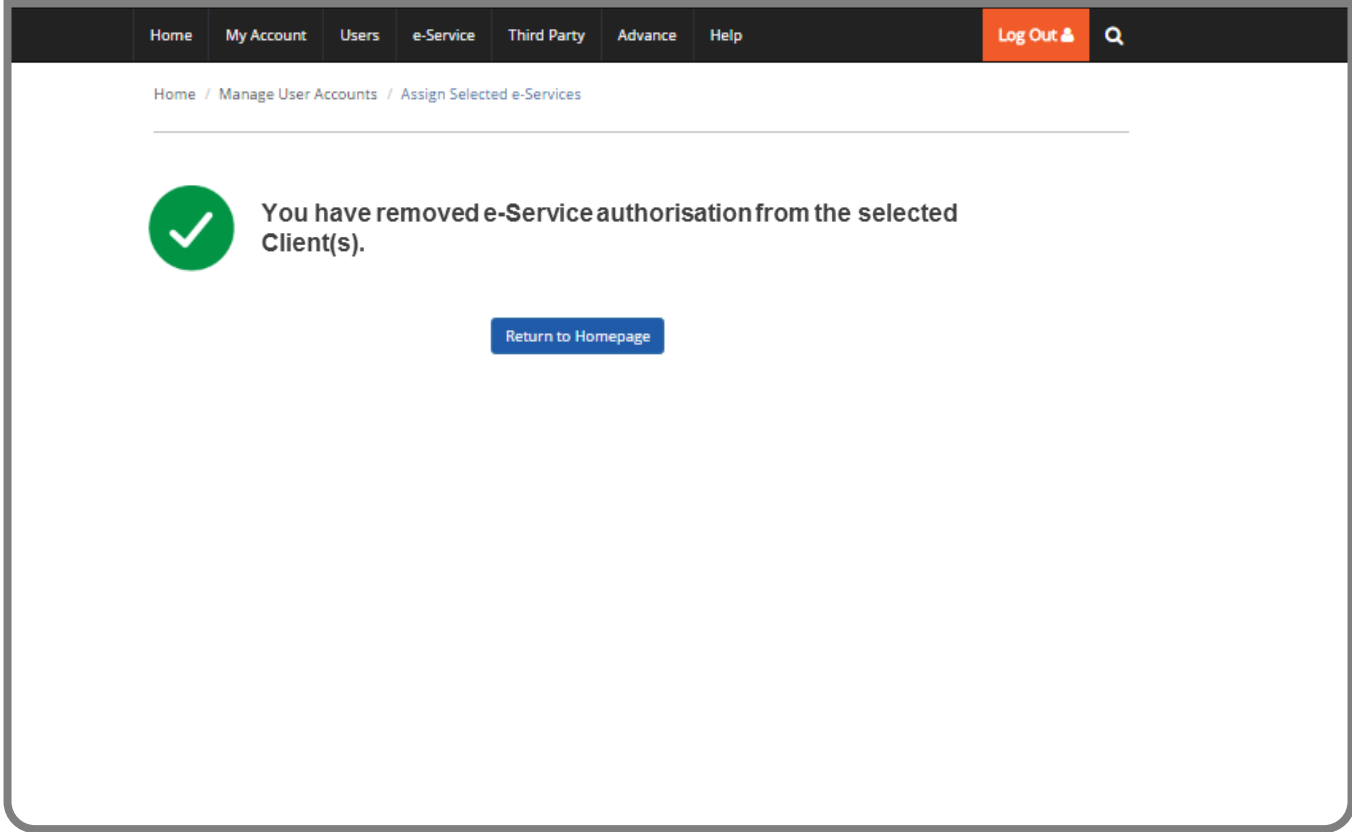 Home My Account Users e-Service Third Party Advance Help Log Out
Home / Manage User Accounts / Assign Selected e-Services
You have removed e-Service authorisation from the selected
Client(s).
Return to Homepage